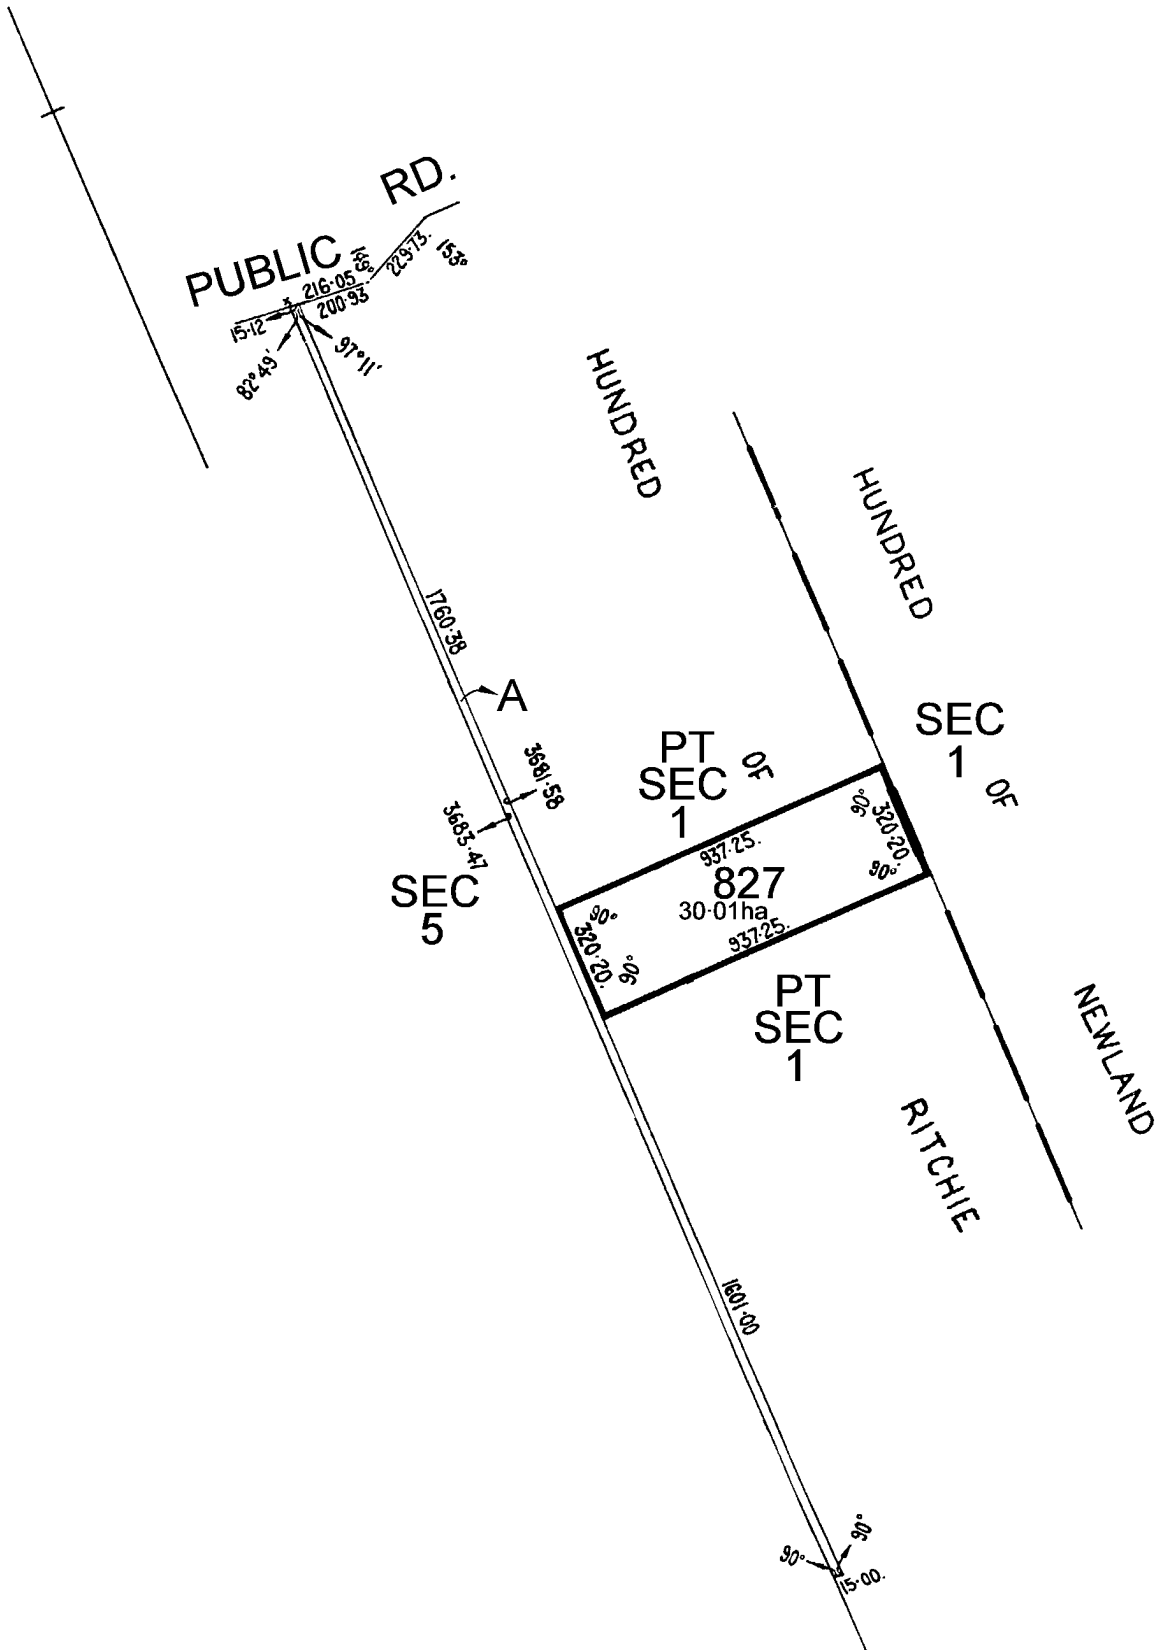 PUBLIC RD.
149°
216·05
229·73.
153°
200·93
15·12
82°49'
97°11'
HUNDRED
HUNDRED
1760·38
A
3681·58
3683·47
SEC
5
PT
SEC
1
OF
SEC
1
OF
90°
320·20.
90°
937·25.
827
30·01ha
90°
320·20.
90°
937·25.
PT
SEC
1
NEWLAND
RITCHIE
1601·00
90°
90°
15·00.